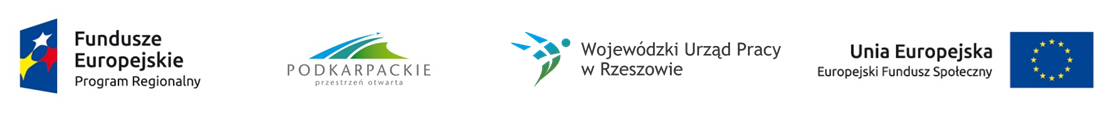 Fundusze
Europejskie
Program Regionalny
PODKARPACKIE
przestrzeń otwarta
Wojewódzki Urząd Pracy
w Rzeszowie
Unia Europejska
Europejski Fundusz Społeczny